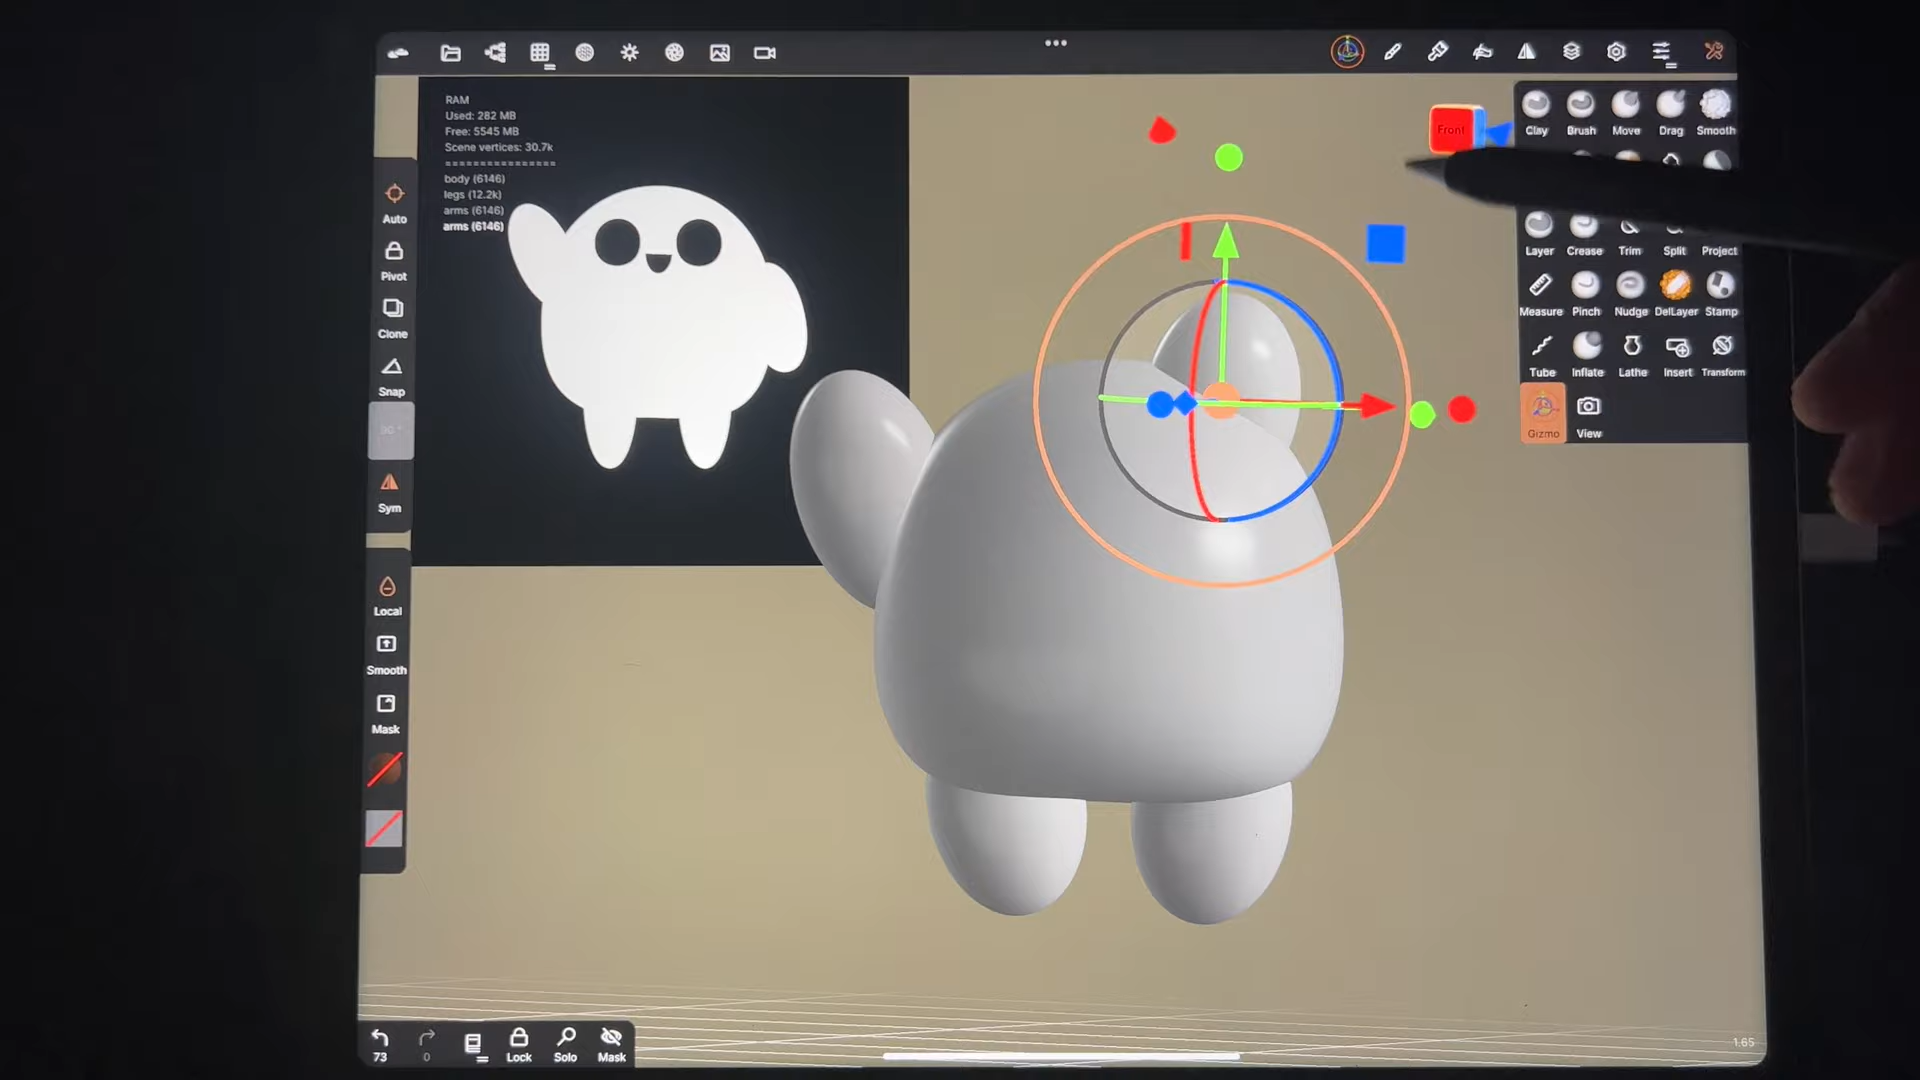 RAM
Used: 282 MB
Free: 5545 MB
Scene vertices: 30.7k
================
body (6146)
legs (12.2k)
arms (6146)
arms (6146)
Auto
Pivot
Clone
Snap
90 °
Sym
Local
Smooth
Mask
73
0
Lock
Solo
Mask
Front
Clay Brush Move Drag Smooth
Layer Crease Trim Split Project
Measure Pinch Nudge DelLayer Stamp
Tube Inflate Lathe Insert Transform
Gizmo View
1.65